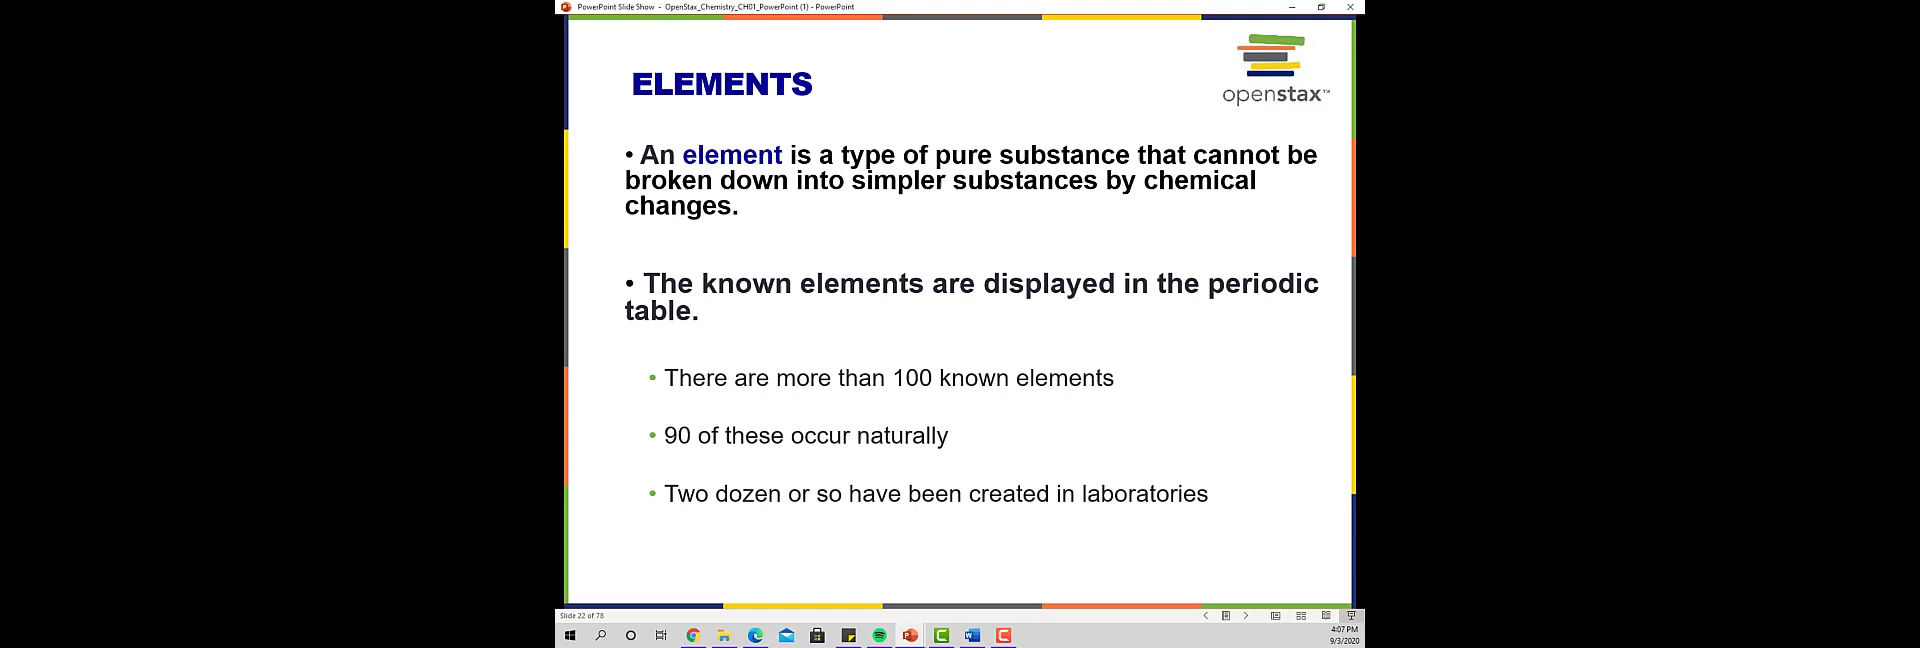 PowerPoint Slide Show - OpenStax_Chemistry_CH01_PowerPoint (1) - PowerPoint
openstax™
ELEMENTS
• An element is a type of pure substance that cannot be
broken down into simpler substances by chemical
changes.
• The known elements are displayed in the periodic
table.
• There are more than 100 known elements
• 90 of these occur naturally
• Two dozen or so have been created in laboratories
Slide 22 of 78
4:07 PM
9/3/2020